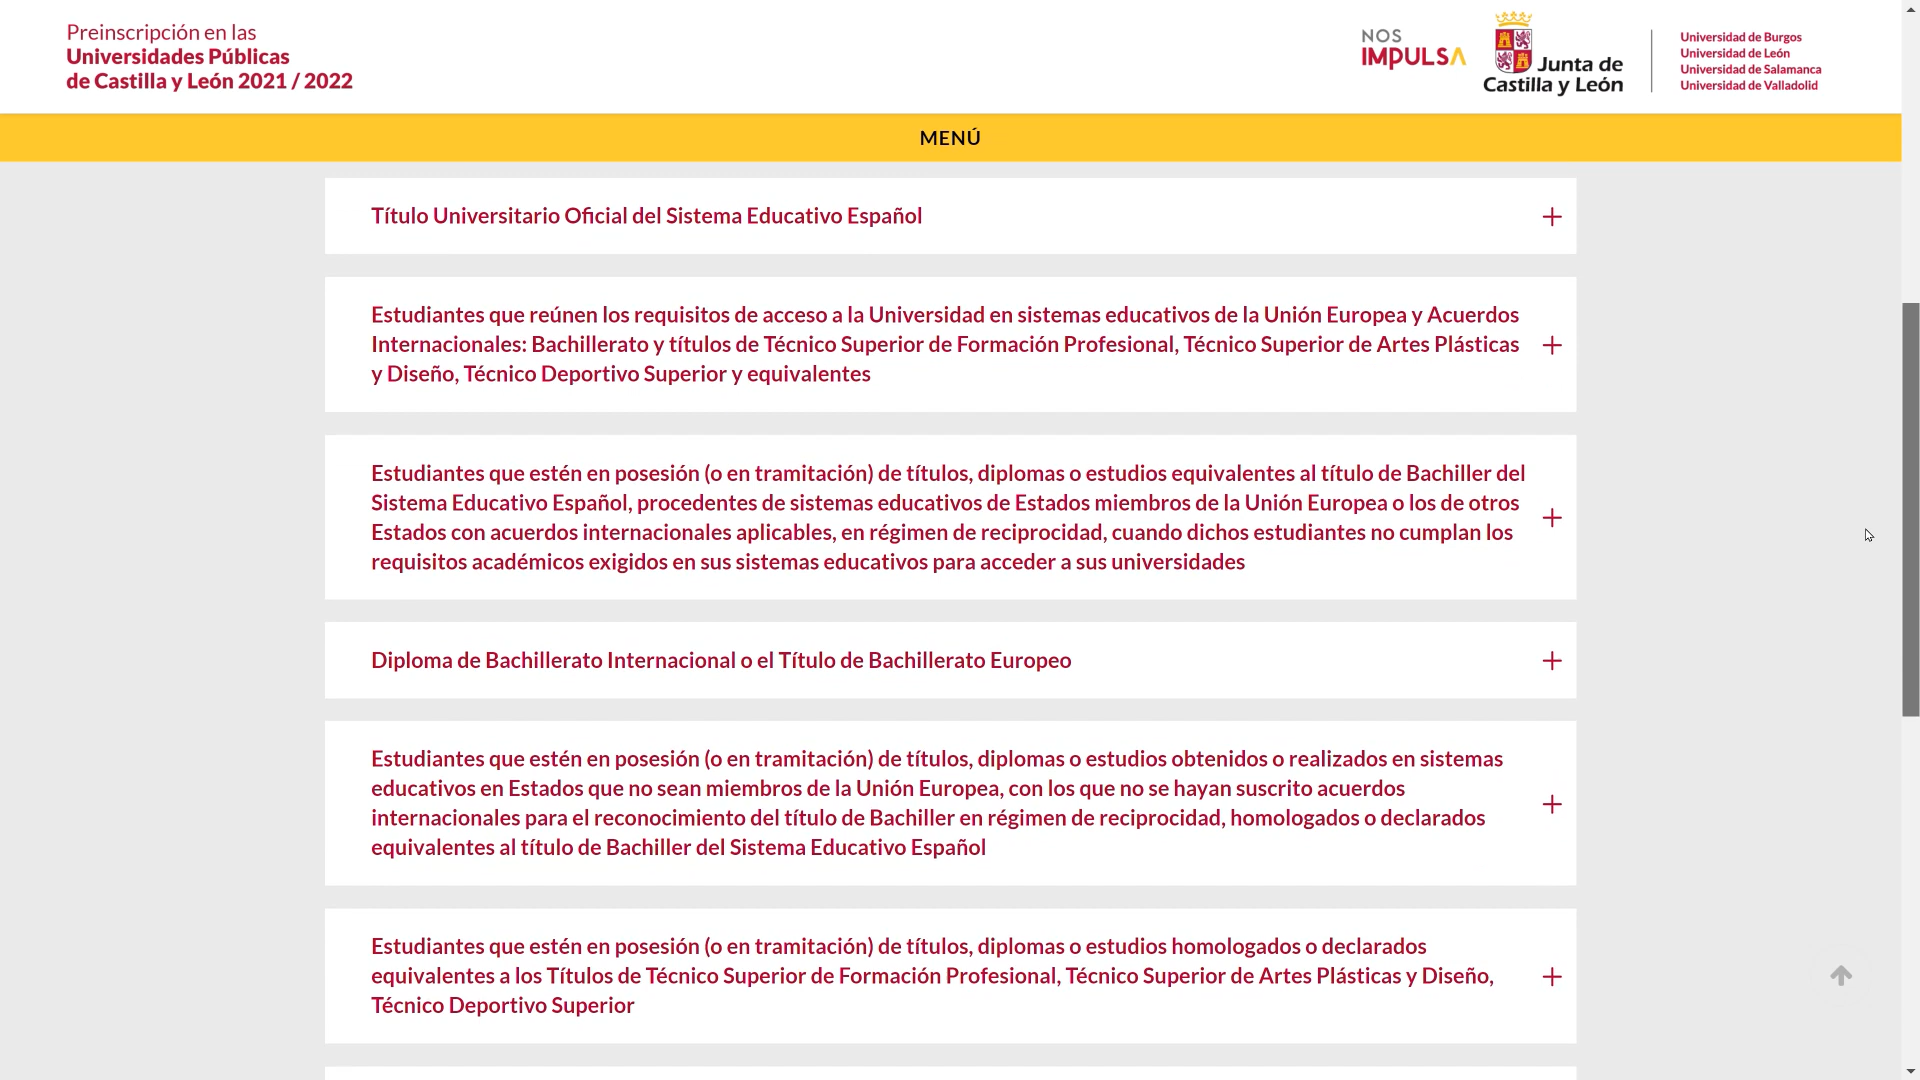 Preinscripción en las
Universidades Públicas
de Castilla y León 2021 / 2022
NOS
IMPULSA
Junta de
Castilla y León
Universidad de Burgos
Universidad de León
Universidad de Salamanca
Universidad de Valladolid
MENÚ
Título Universitario Oficial del Sistema Educativo Español
Estudiantes que reúnen los requisitos de acceso a la Universidad en sistemas educativos de la Unión Europea y Acuerdos
Internacionales: Bachillerato y títulos de Técnico Superior de Formación Profesional, Técnico Superior de Artes Plásticas
y Diseño, Técnico Deportivo Superior y equivalentes
Estudiantes que estén en posesión (o en tramitación) de títulos, diplomas o estudios equivalentes al título de Bachiller del
Sistema Educativo Español, procedentes de sistemas educativos de Estados miembros de la Unión Europea o los de otros
Estados con acuerdos internacionales aplicables, en régimen de reciprocidad, cuando dichos estudiantes no cumplan los
requisitos académicos exigidos en sus sistemas educativos para acceder a sus universidades
Diploma de Bachillerato Internacional o el Título de Bachillerato Europeo
Estudiantes que estén en posesión (o en tramitación) de títulos, diplomas o estudios obtenidos o realizados en sistemas
educativos en Estados que no sean miembros de la Unión Europea, con los que no se hayan suscrito acuerdos
internacionales para el reconocimiento del título de Bachiller en régimen de reciprocidad, homologados o declarados
equivalentes al título de Bachiller del Sistema Educativo Español
Estudiantes que estén en posesión (o en tramitación) de títulos, diplomas o estudios homologados o declarados
equivalentes a los Títulos de Técnico Superior de Formación Profesional, Técnico Superior de Artes Plásticas y Diseño,
Técnico Deportivo Superior